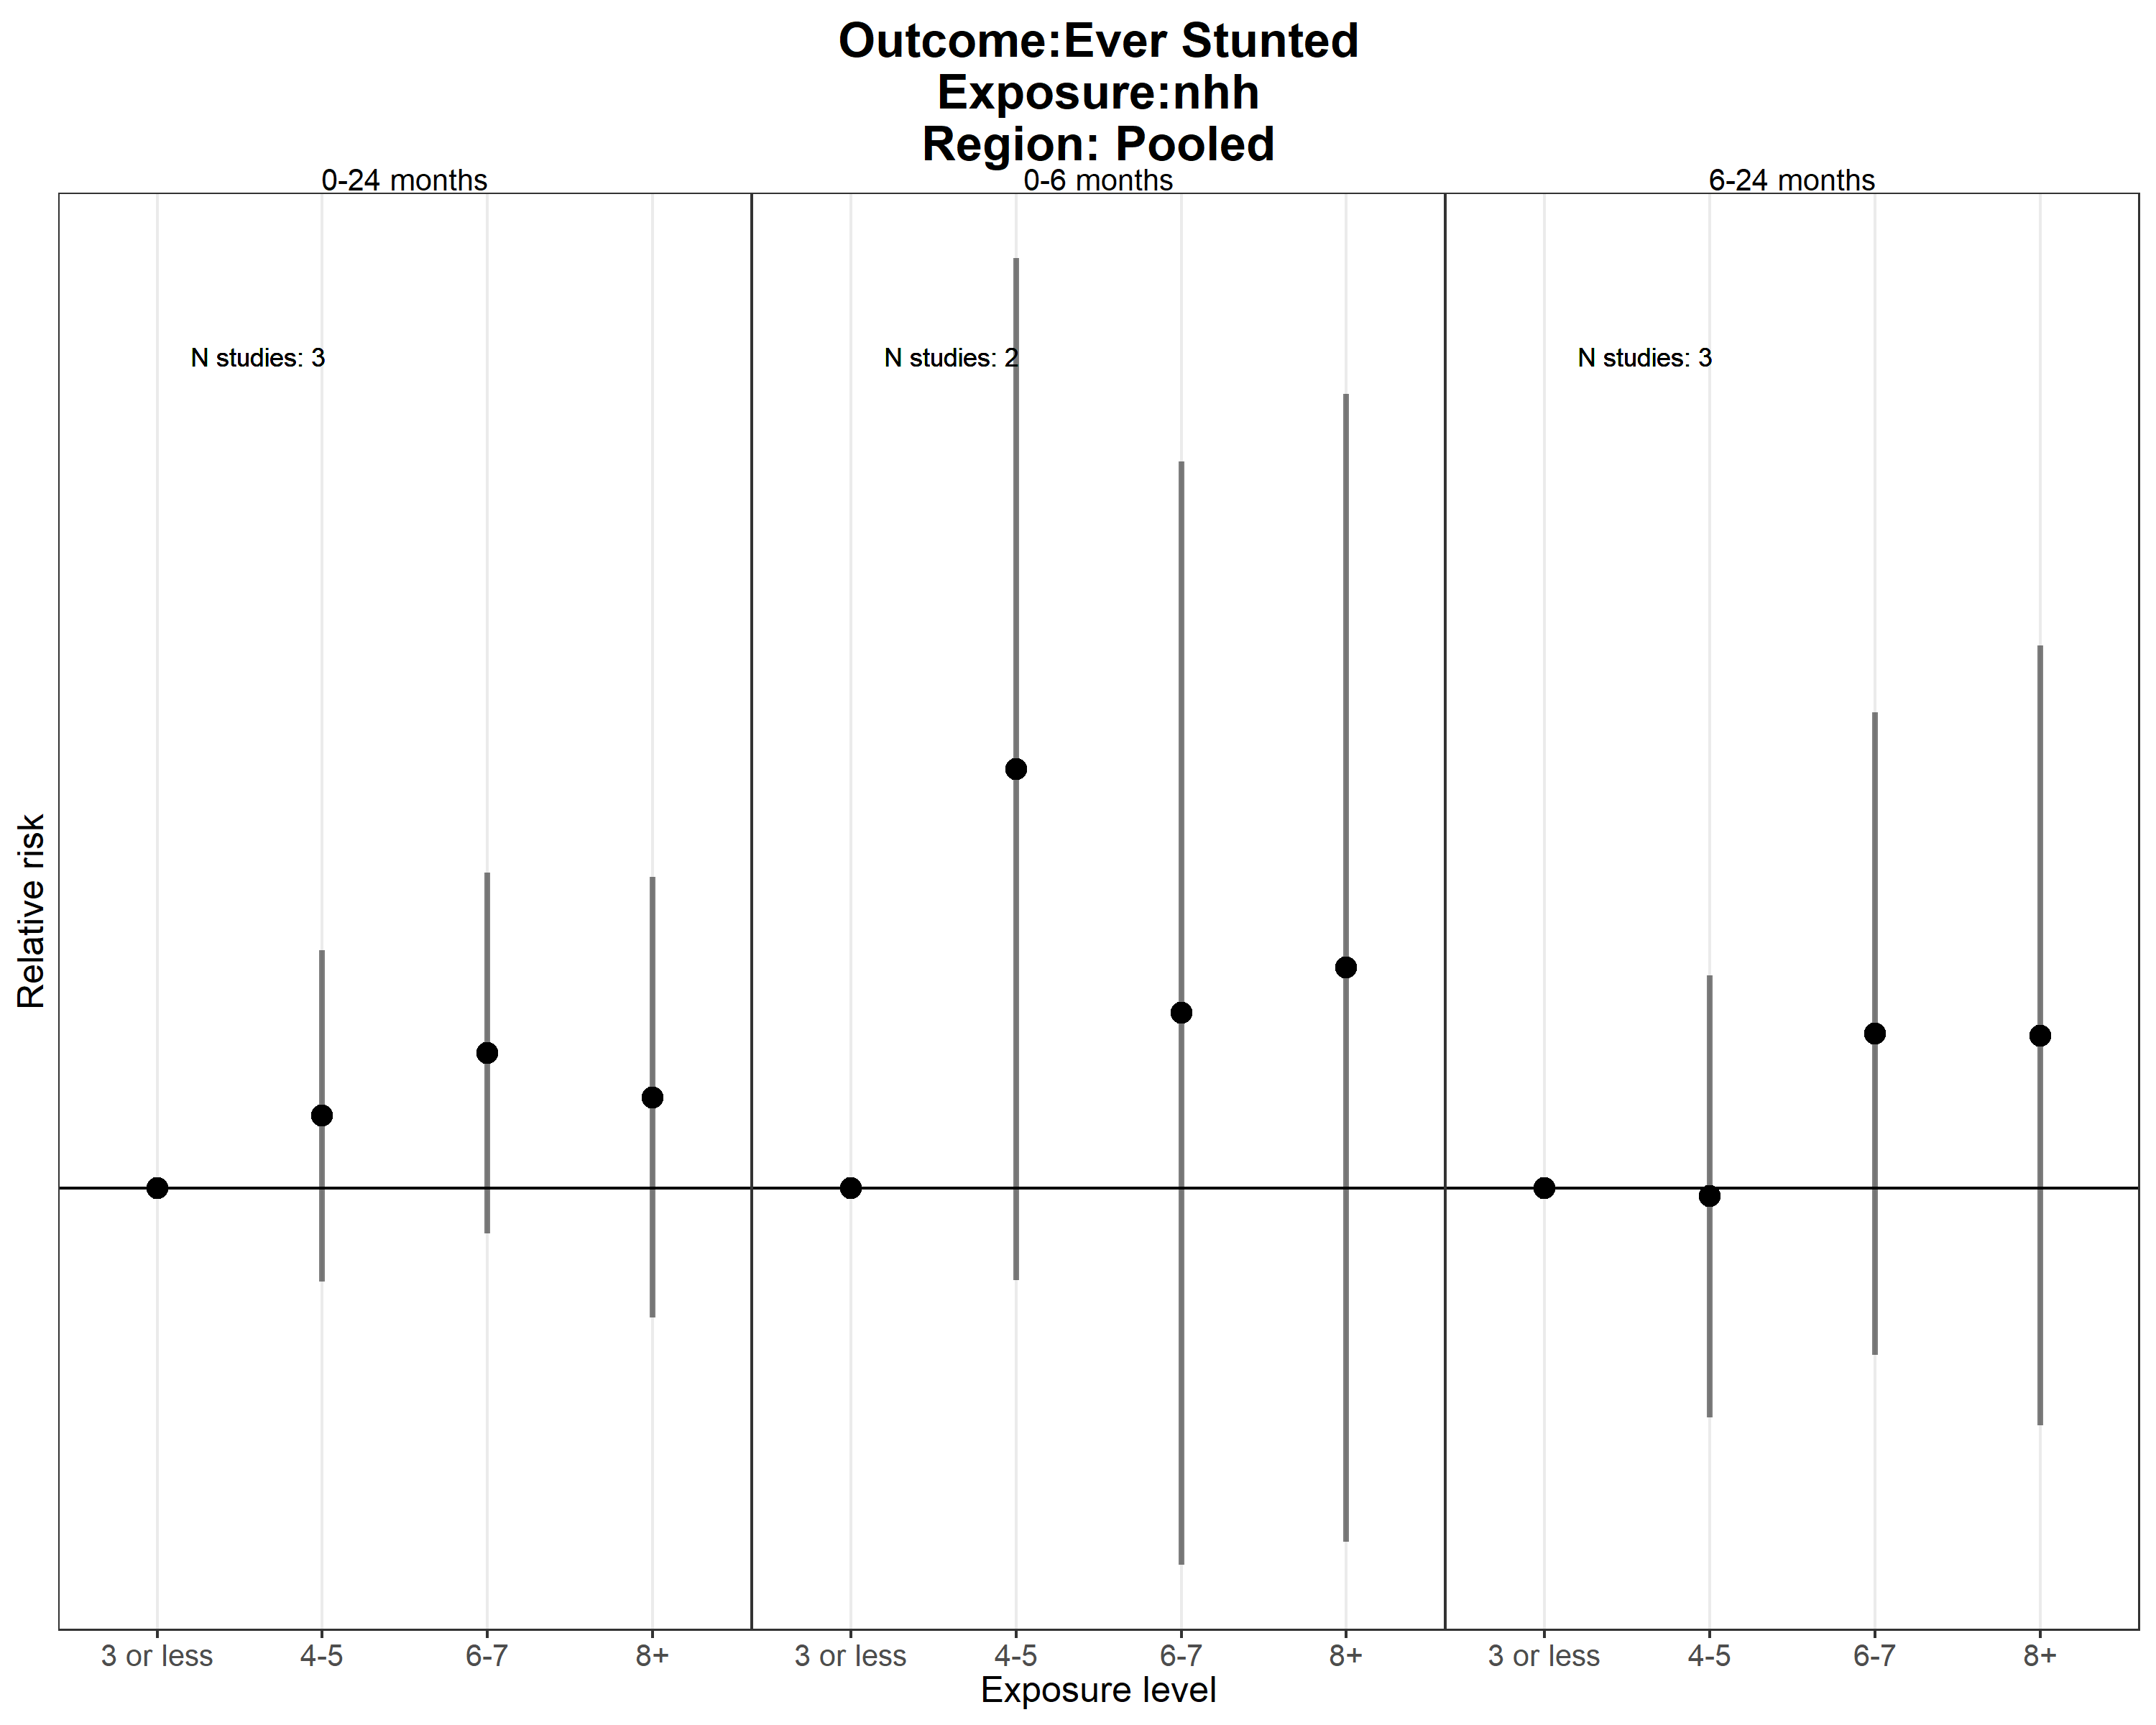 Outcome:Ever Stunted
Exposure:nhh
Region: Pooled
0-24 months
0-6 months
6-24 months
N studies: 3
N studies: 2
N studies: 3
Relative risk
3 or less 4-5 6-7 8+ 3 or less 4-5 6-7 8+ 3 or less 4-5 6-7 8+
Exposure level